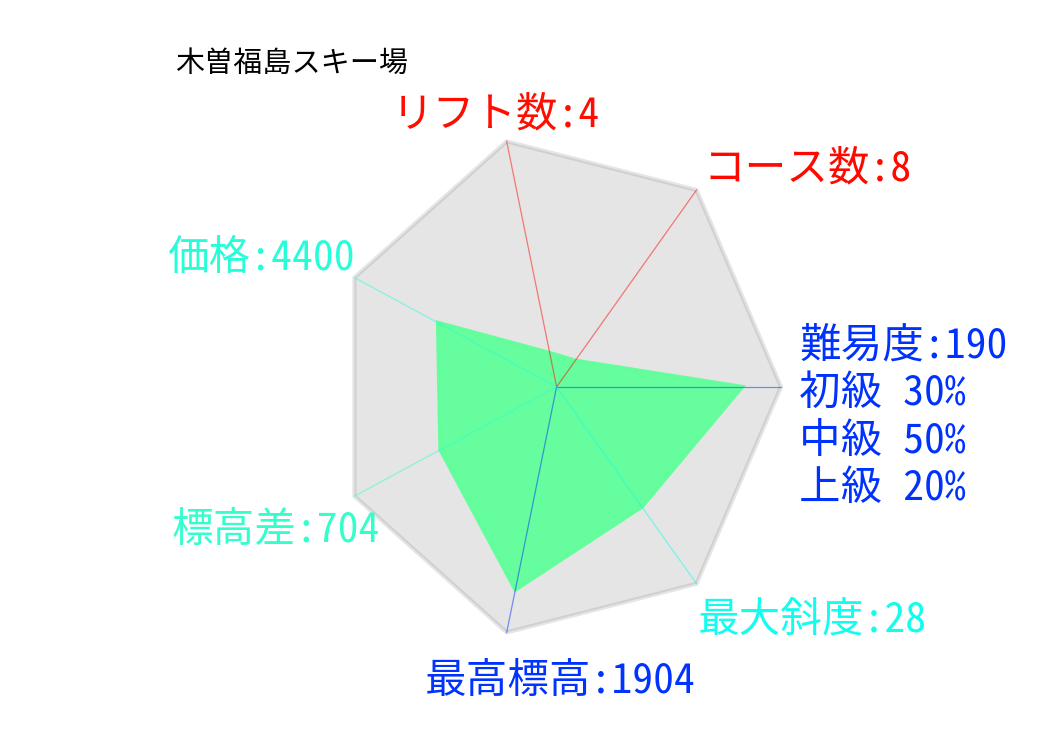 木曽福島スキー場
リフト数:4
コース数:8
価格:4400
難易度:190
初級 30%
中級 50%
上級 20%
標高差:704
最大斜度:28
最高標高:1904